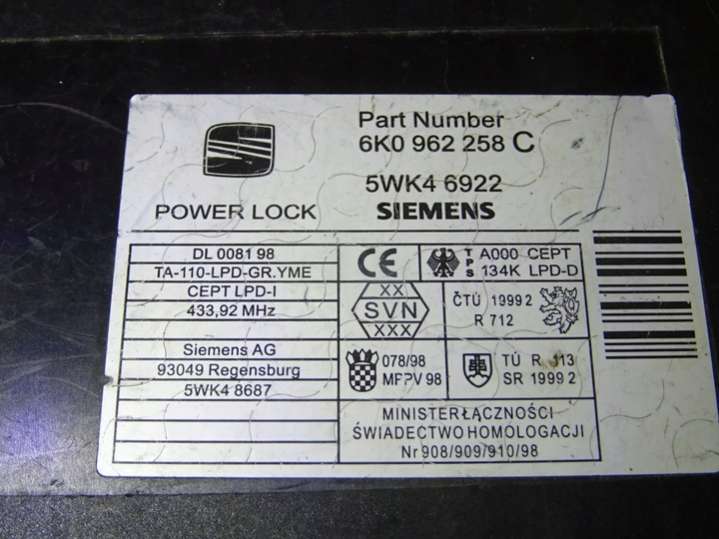 Part Number
6K0 962 258 C
5WK4 6922
POWER LOCK SIEMENS
DL 0081 98
TA-110-LPD-GR.YME
CEPT LPD-I
433,92 MHz
Siemens AG
93049 Regensburg
5WK4 8687
CE
TPS
A000 CEPT
134K LPD-D
XX
SVN
XXX
ČTÚ 1999 2
R 712
078/98
MPPV 98
TÚ R 113
SR 1999 2
MINISTER ŁĄCZNOŚCI
ŚWIADECTWO HOMOLOGACJI
Nr 908/909/910/98